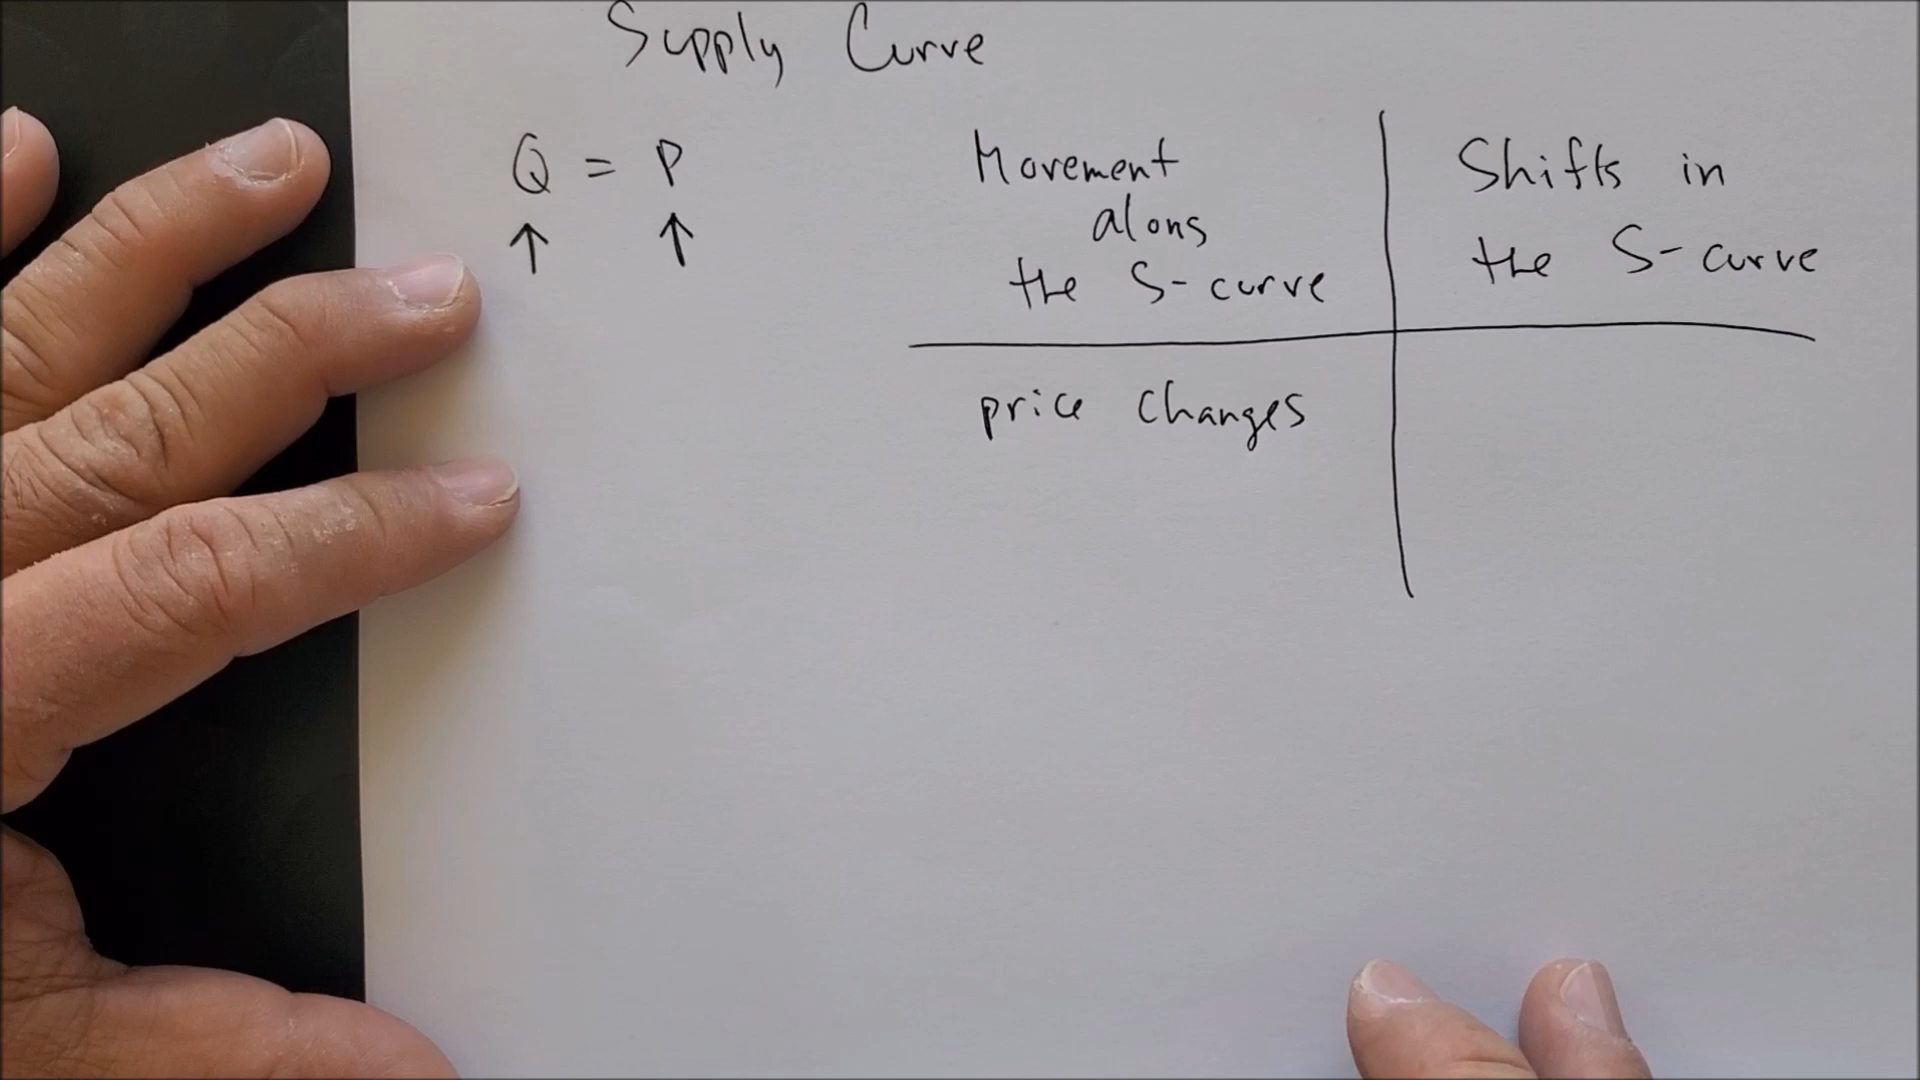 Supply Curve
Q = P
↑ ↑
Movement
along
the S-curve
Shifts in
the S-curve
price changes